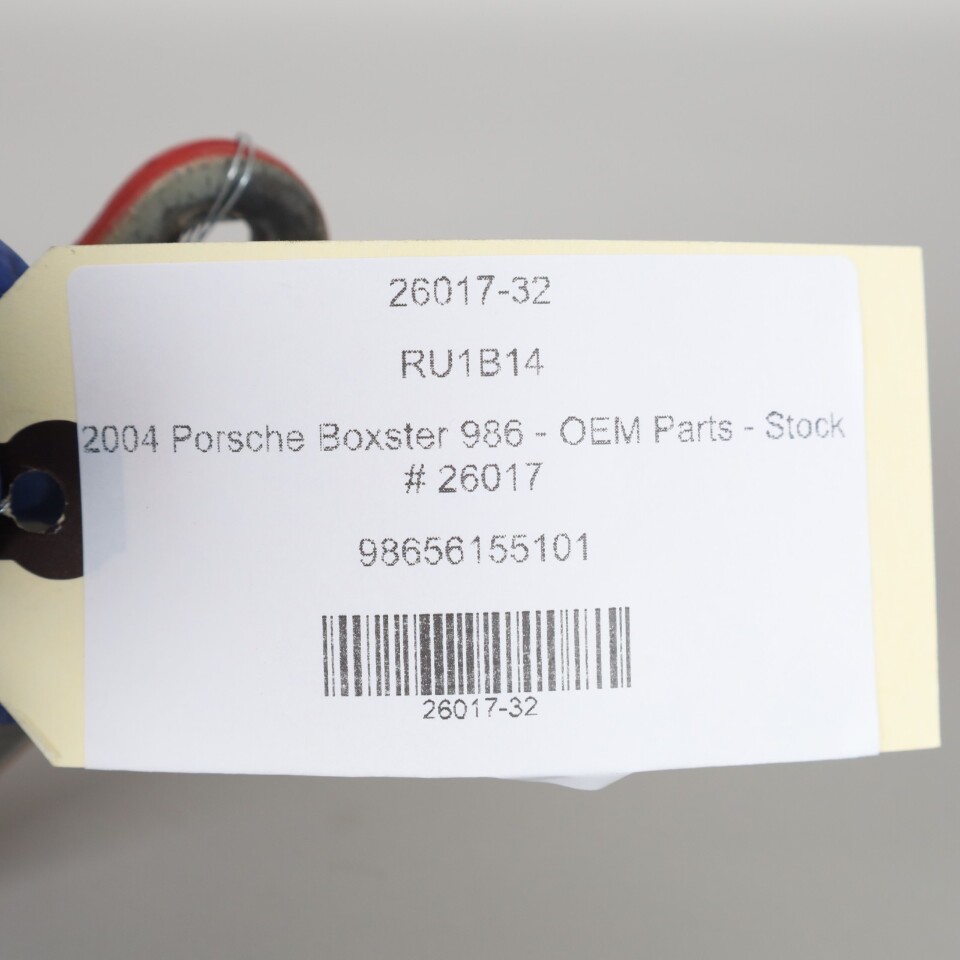 26017-32
RU1B14
2004 Porsche Boxster 986 - OEM Parts - Stock
# 26017
98656155101
26017-32